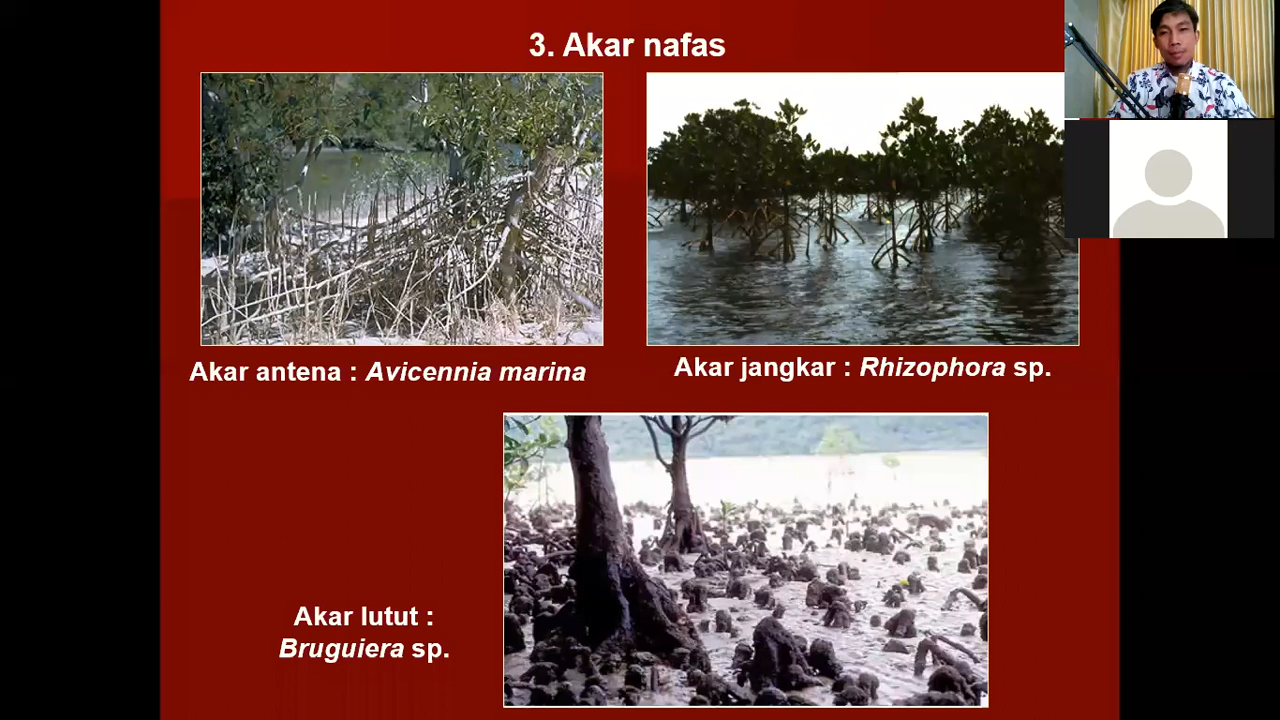 3. Akar nafas
Akar antena : Avicennia marina
Akar jangkar : Rhizophora sp.
Akar lutut :
Bruguiera sp.